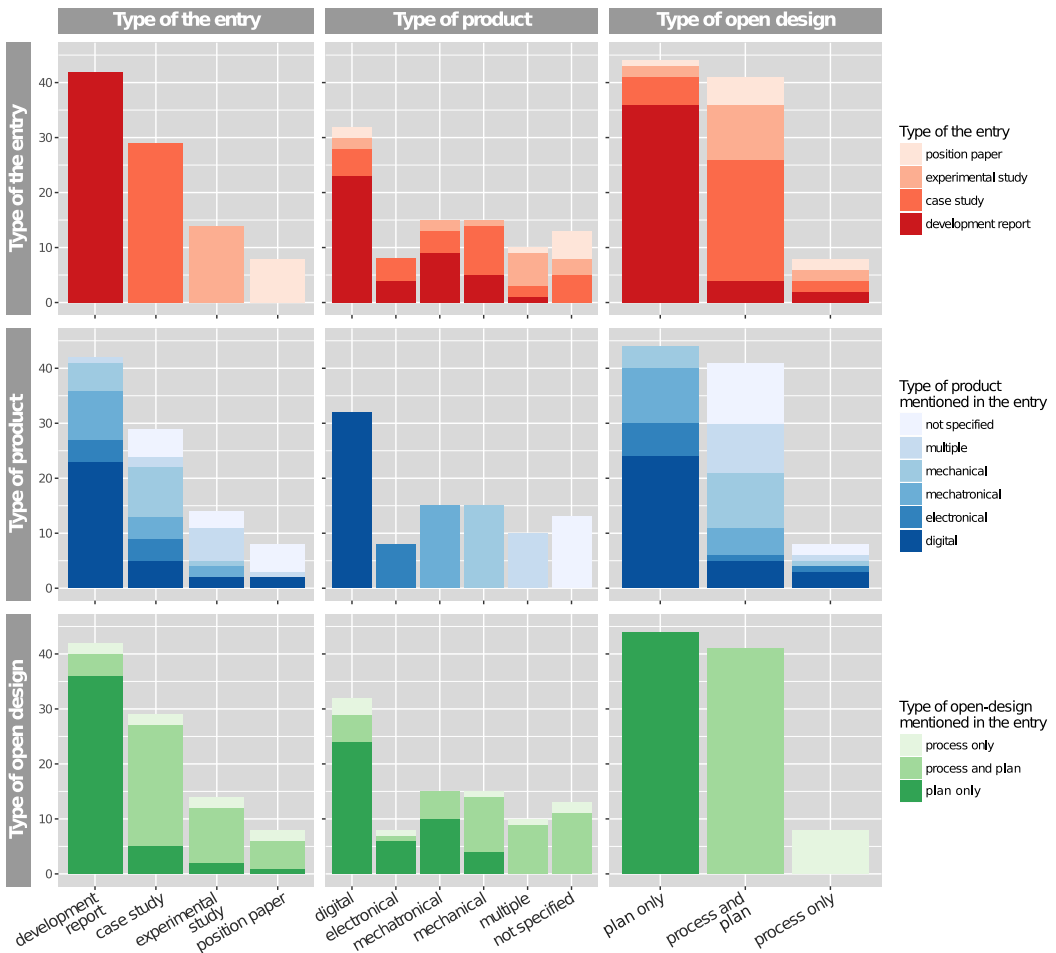 Type of the entry
Type of product
Type of open design
Type of the entry
40
30
20
10
0
Type of the entry
position paper
experimental study
case study
development report
Type of product
40
30
20
10
0
Type of product
mentioned in the entry
not specified
multiple
mechanical
mechatronical
electronical
digital
Type of open design
40
30
20
10
0
Type of open-design
mentioned in the entry
process only
process and plan
plan only
development
report
case study
experimental
study
position paper
digital
electronical
mechatronical
mechanical
multiple
not specified
plan only
process and
plan
process only